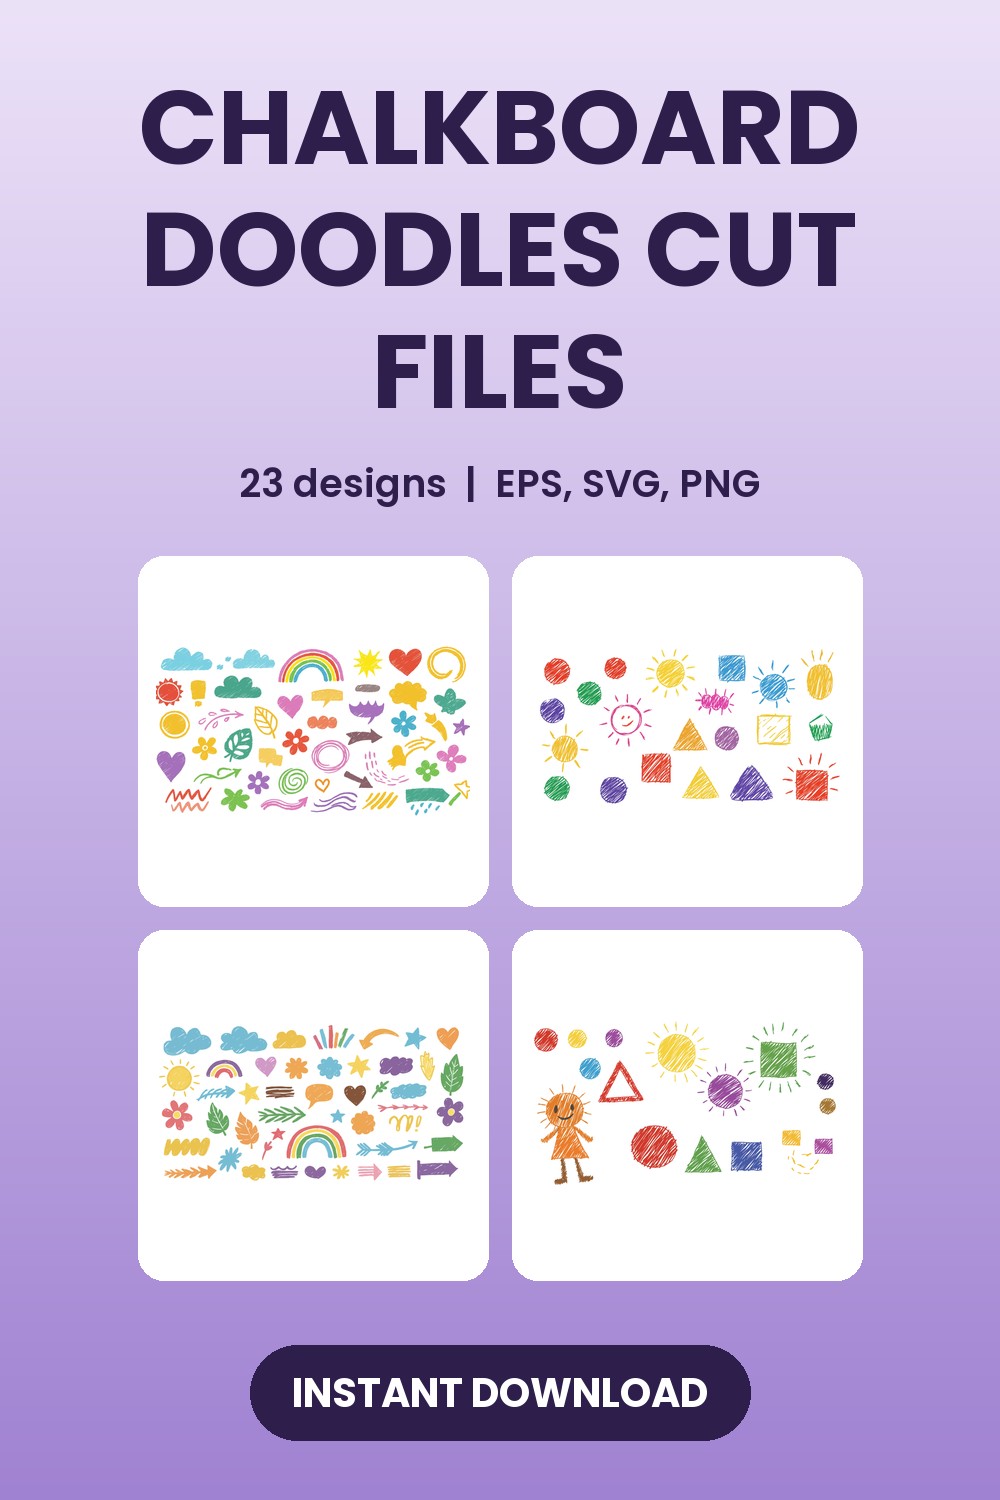 CHALKBOARD
DOODLES CUT
FILES
23 designs | EPS, SVG, PNG
INSTANT DOWNLOAD